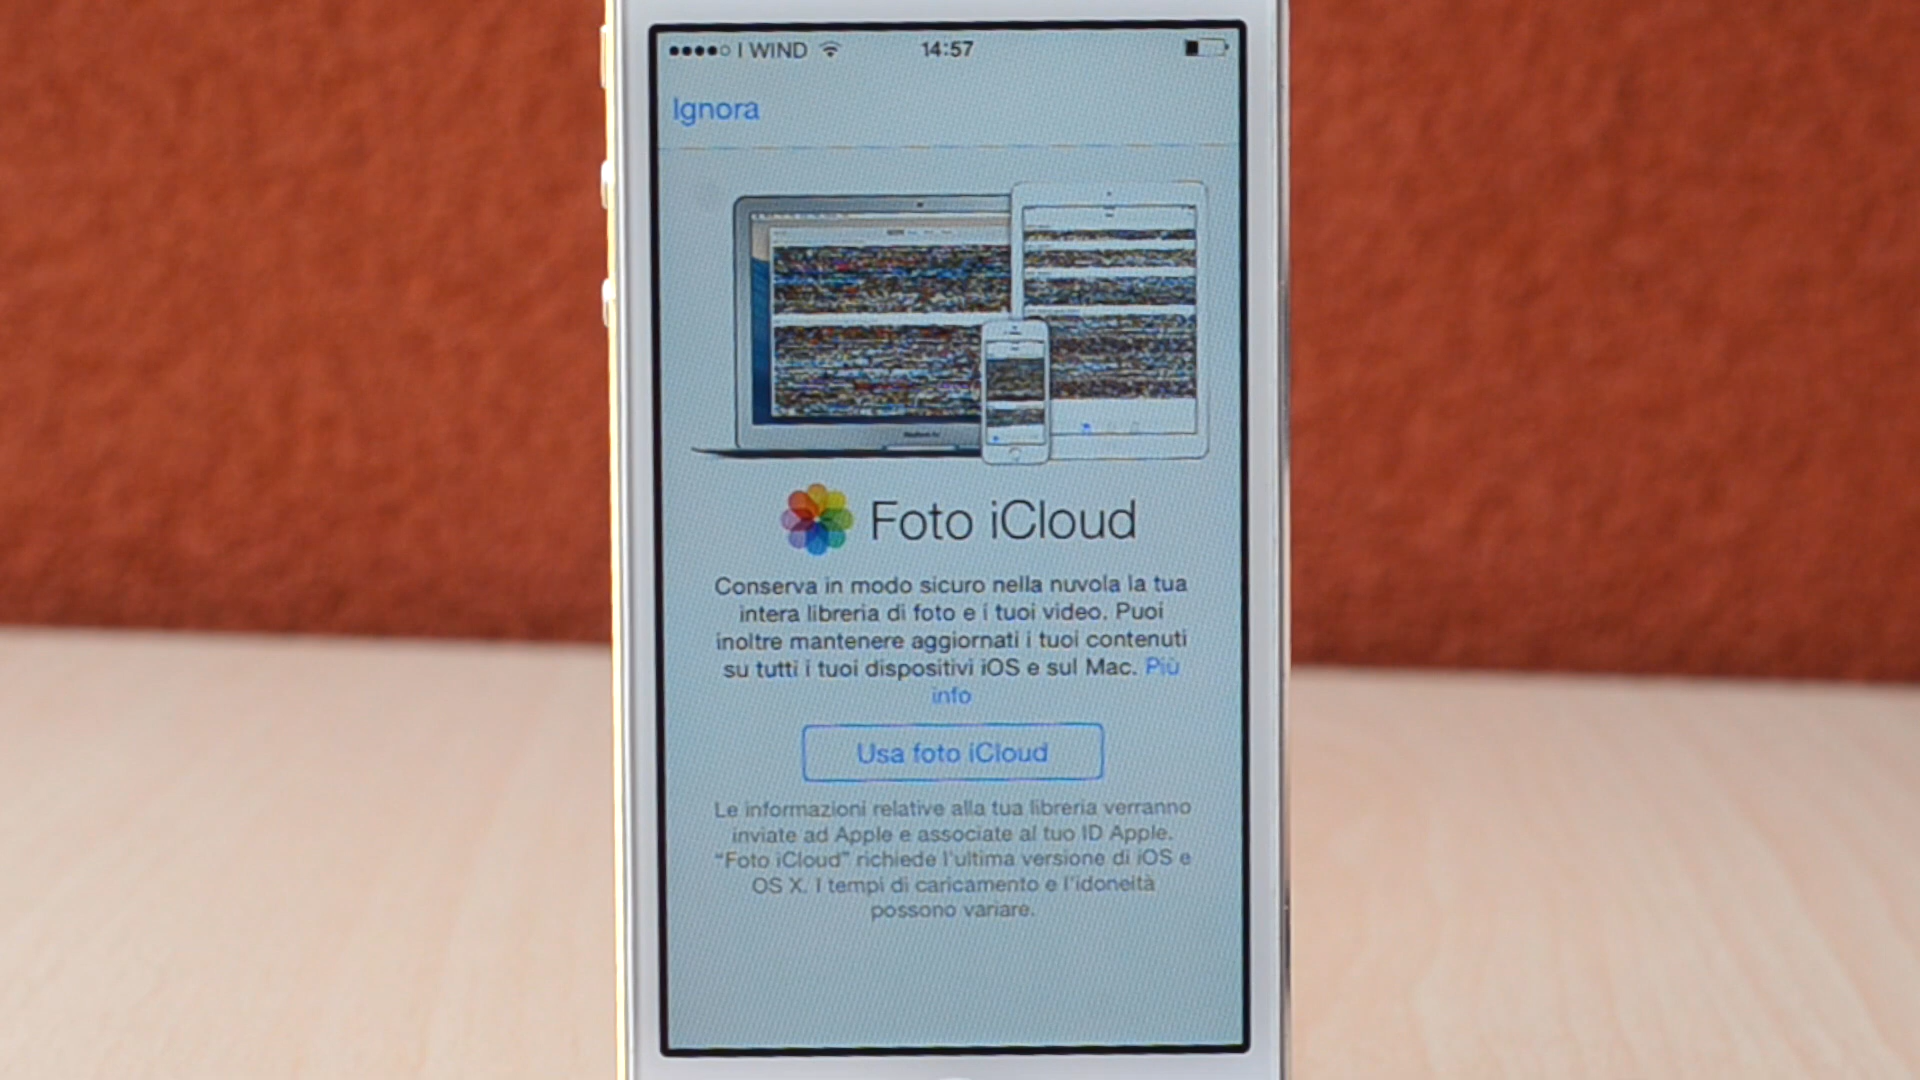 I WIND 14:57
Ignora
Foto iCloud
Conserva in modo sicuro nella nuvola la tua
intera libreria di foto e i tuoi video. Puoi
inoltre mantenere aggiornati i tuoi contenuti
su tutti i tuoi dispositivi iOS e sul Mac. Più
info
Usa foto iCloud
Le informazioni relative alla tua libreria verranno
inviate ad Apple e associate al tuo ID Apple.
“Foto iCloud” richiede l'ultima versione di iOS e
OS X. I tempi di caricamento e l'idoneità
possono variare.